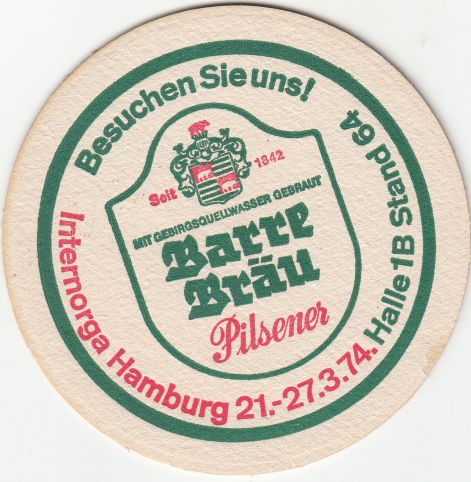 Besuchen Sie uns!
Internorga Hamburg 21.-27.3.74. Halle 1B Stand 64
Seit 1842
MIT GEBIRGSQUELLWASSER GEBRAUT
Barre
Bräu
Pilsener